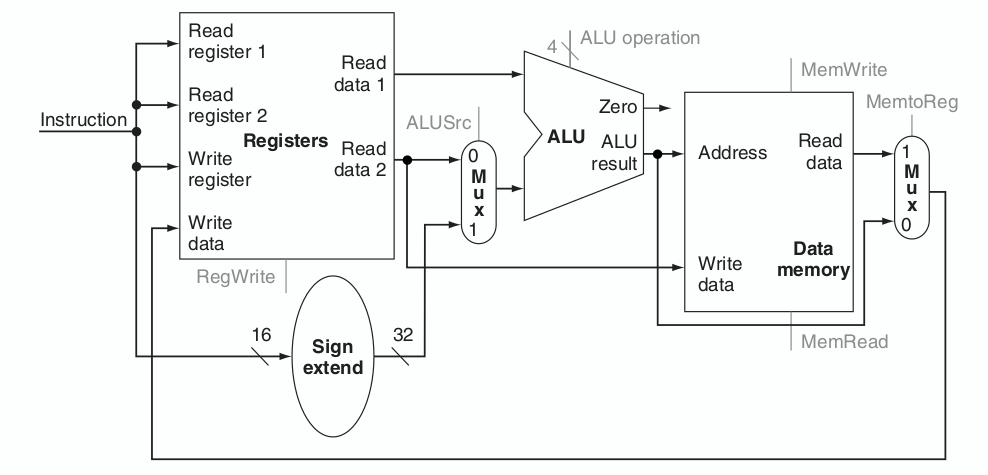 Instruction
Read
register 1
Read
register 2
Write
register
Write
data
Registers
Read
data 1
Read
data 2
RegWrite
16
Sign
extend
32
ALUSrc
0
M
u
x
1
4
ALU operation
Zero
ALU
ALU
result
MemWrite
Address
Read
data
Write
data
Data
memory
MemRead
MemtoReg
1
M
u
x
0